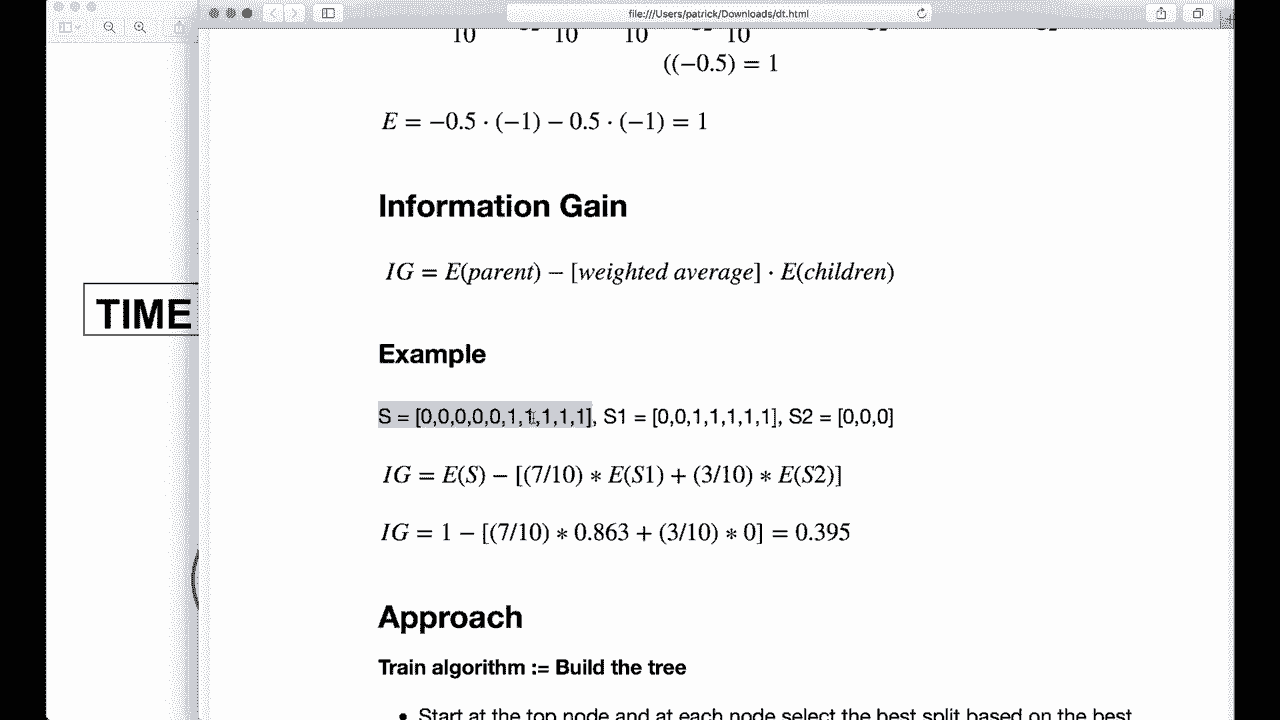 file:///Users/patrick/Downloads/dt.html
10 10 10 10
((−0.5) = 1
E = −0.5 · (−1) − 0.5 · (−1) = 1
Information Gain
IG = E(parent) − [weighted average] · E(children)
TIME
Example
S = [0,0,0,0,0,1,1,1,1,1], S1 = [0,0,1,1,1,1,1], S2 = [0,0,0]
IG = E(S) − [(7/10) ∗ E(S1) + (3/10) ∗ E(S2)]
IG = 1 − [(7/10) ∗ 0.863 + (3/10) ∗ 0] = 0.395
Approach
Train algorithm := Build the tree
• Start at the top node and at each node select the best split based on the best